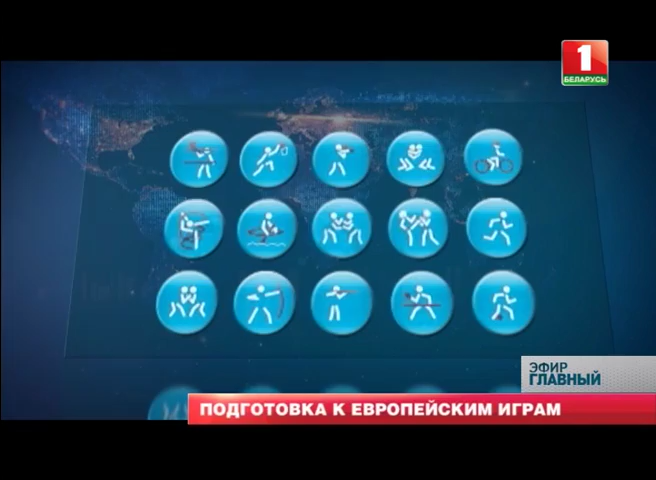 1
БЕЛАРУСЬ
ЭФИР
ГЛАВНЫЙ
ПОДГОТОВКА К ЕВРОПЕЙСКИМ ИГРАМ